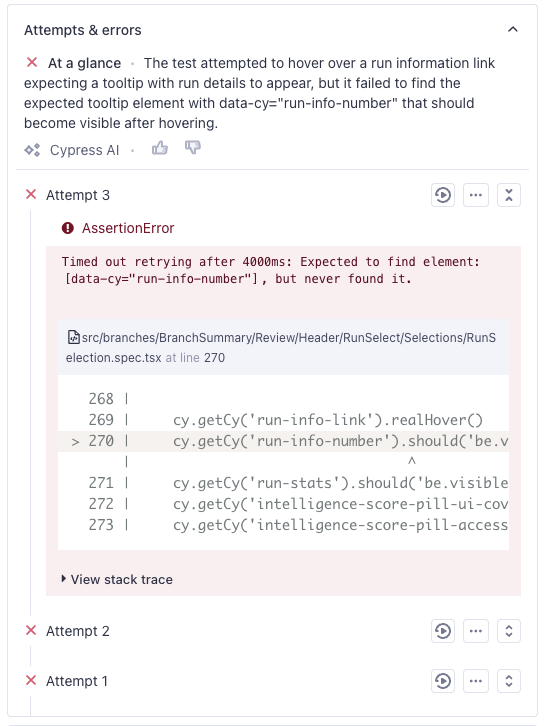 Attempts & errors
At a glance · The test attempted to hover over a run information link
expecting a tooltip with run details to appear, but it failed to find the
expected tooltip element with data-cy="run-info-number" that should
become visible after hovering.
Cypress AI ·
Attempt 3
AssertionError
Timed out retrying after 4000ms: Expected to find element:
[data-cy="run-info-number"], but never found it.
src/branches/BranchSummary/Review/Header/RunSelect/Selections/RunS
election.spec.tsx at line 270
268 |
269 | cy.getCy('run-info-link').realHover()
> 270 | cy.getCy('run-info-number').should('be.v
| ^
271 | cy.getCy('run-stats').should('be.visible
272 | cy.getCy('intelligence-score-pill-ui-cov
273 | cy.getCy('intelligence-score-pill-access
View stack trace
Attempt 2
Attempt 1